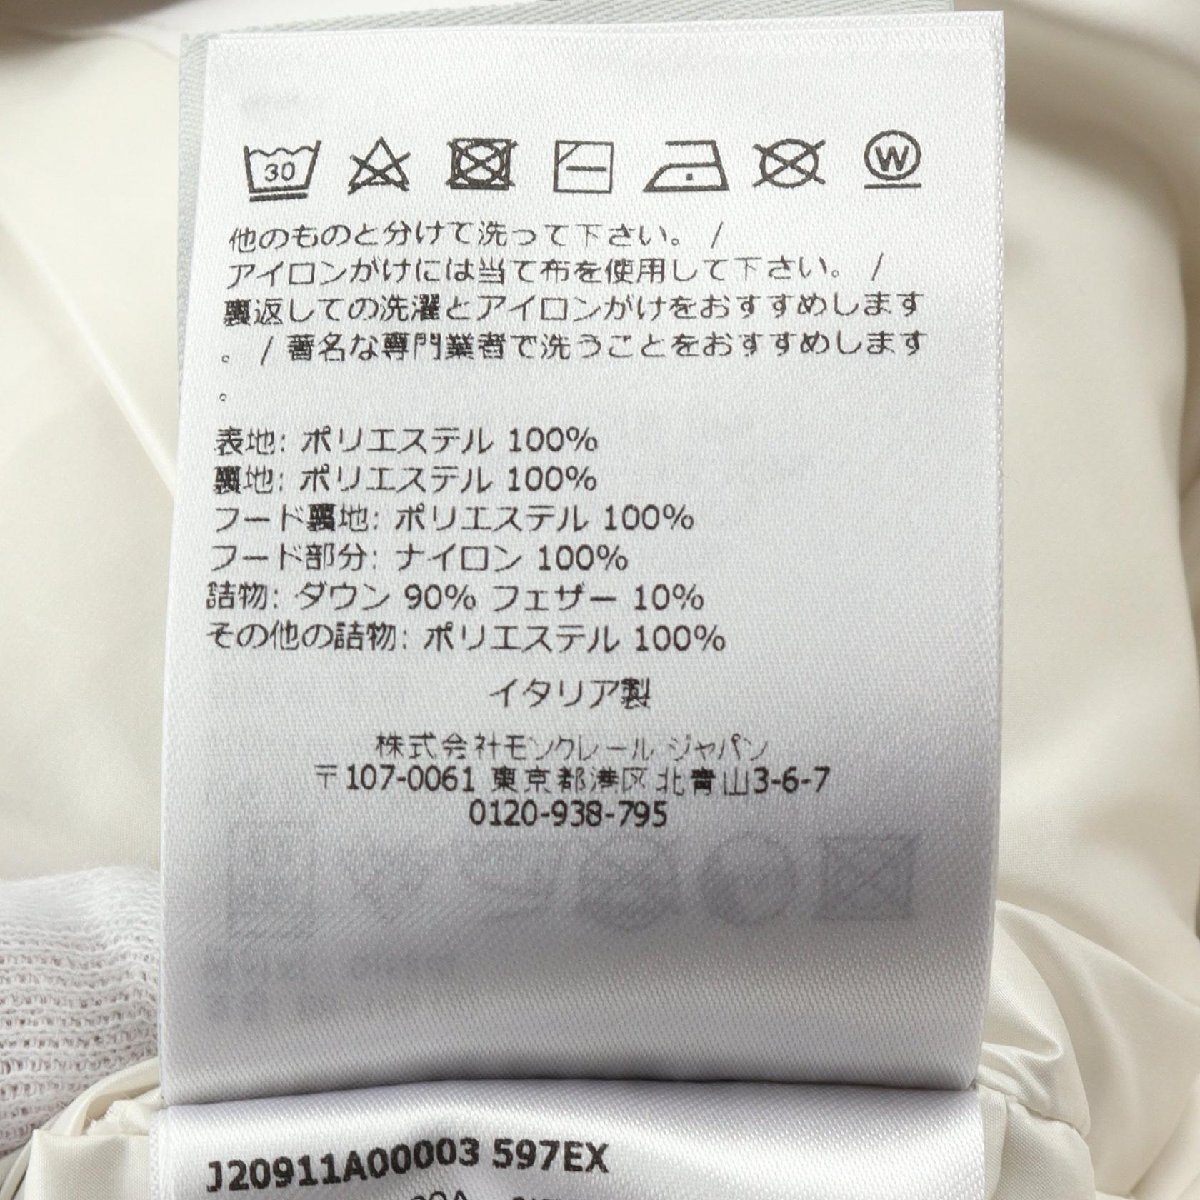 30
W
他のものと分けて洗って下さい。 /
アイロンがけには当て布を使用して下さい。 /
裏返しての洗濯とアイロンがけをおすすめします
。 / 著名な専門業者で洗うことをおすすめします
。
表地: ポリエステル 100%
裏地: ポリエステル 100%
フード裏地: ポリエステル 100%
フード部分: ナイロン 100%
詰物: ダウン 90% フェザー 10%
その他の詰物: ポリエステル 100%
イタリア製
株式会社モンクレール ジャパン
〒107-0061 東京都港区北青山3-6-7
0120-938-795
J20911A00003 597EX